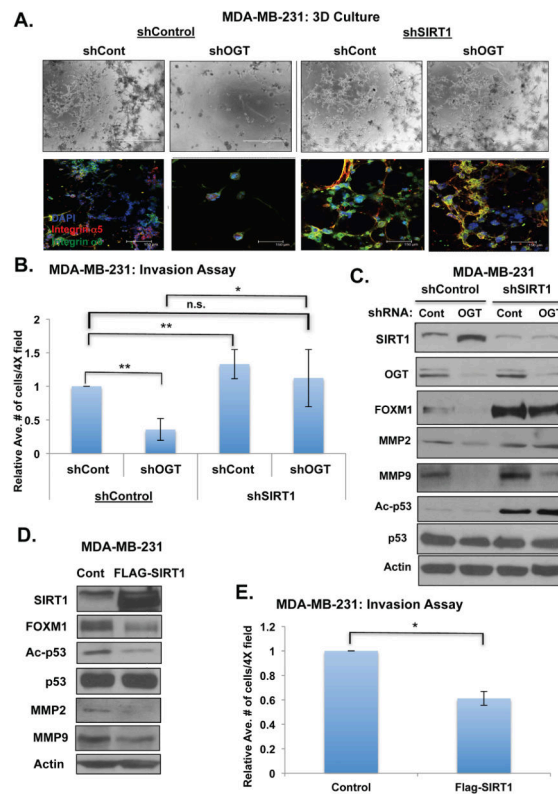 A.
MDA-MB-231: 3D Culture
shControl shSIRT1
shCont shOGT shCont shOGT
DAPI
Integrin α5
Integrin α6
B.
MDA-MB-231: Invasion Assay
*
n.s.
**
**
Relative Ave. # of cells/4X field
2
1.5
1
0.5
0
shCont shOGT shCont shOGT
shControl shSIRT1
C.
MDA-MB-231
shControl shSIRT1
shRNA: Cont OGT Cont OGT
SIRT1
OGT
FOXM1
MMP2
MMP9
Ac-p53
p53
Actin
D.
MDA-MB-231
Cont FLAG-SIRT1
SIRT1
FOXM1
Ac-p53
p53
MMP2
MMP9
Actin
E.
MDA-MB-231: Invasion Assay
*
Relative Ave. # of cells/4X field
1.2
1
0.8
0.6
0.4
0.2
0
Control Flag-SIRT1